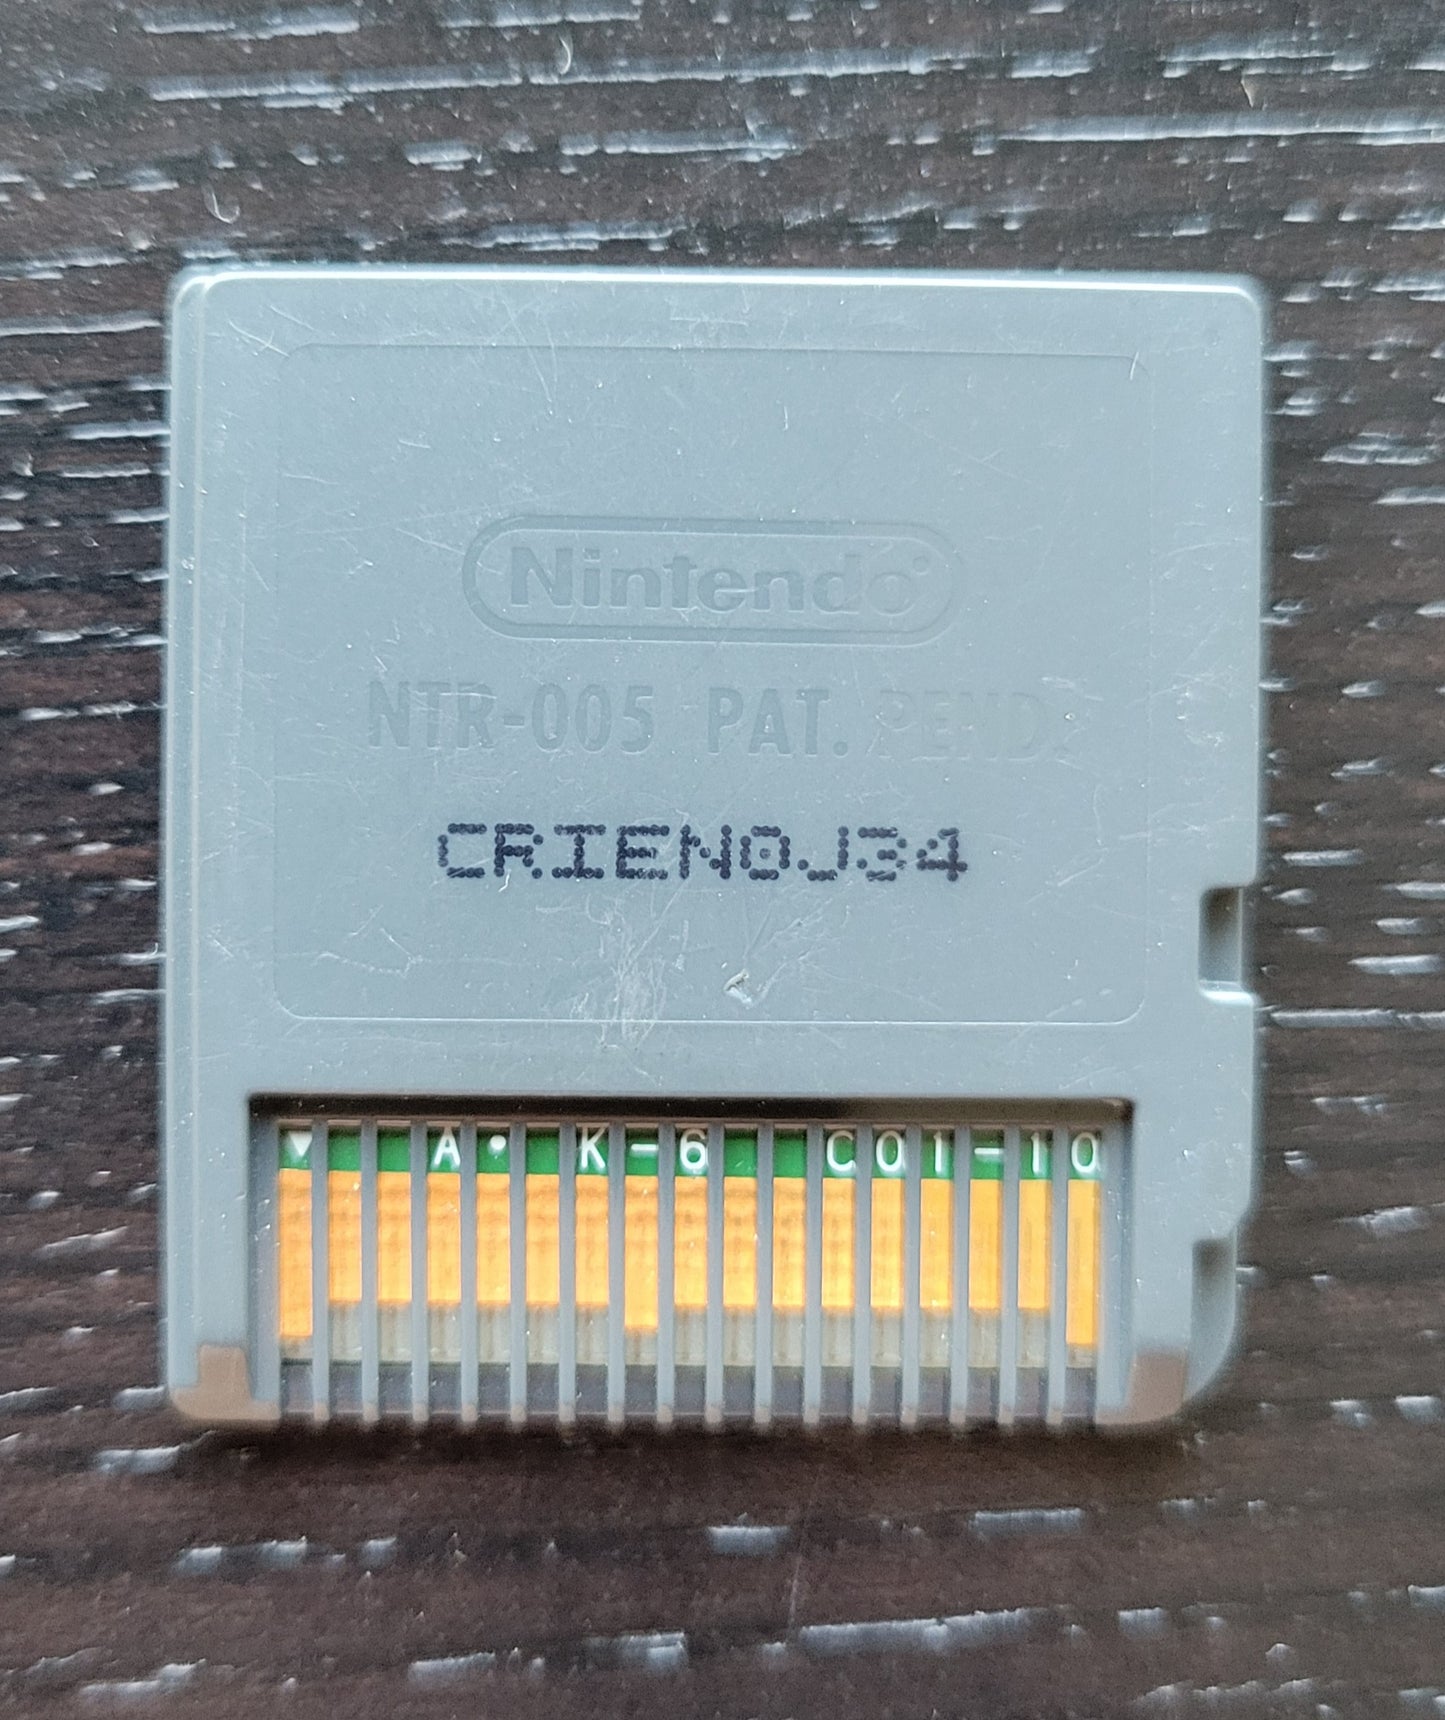 Nintendo
NTR-005 PAT. PEND.
CRIEN0J34
▼ A • K-6 C01-10